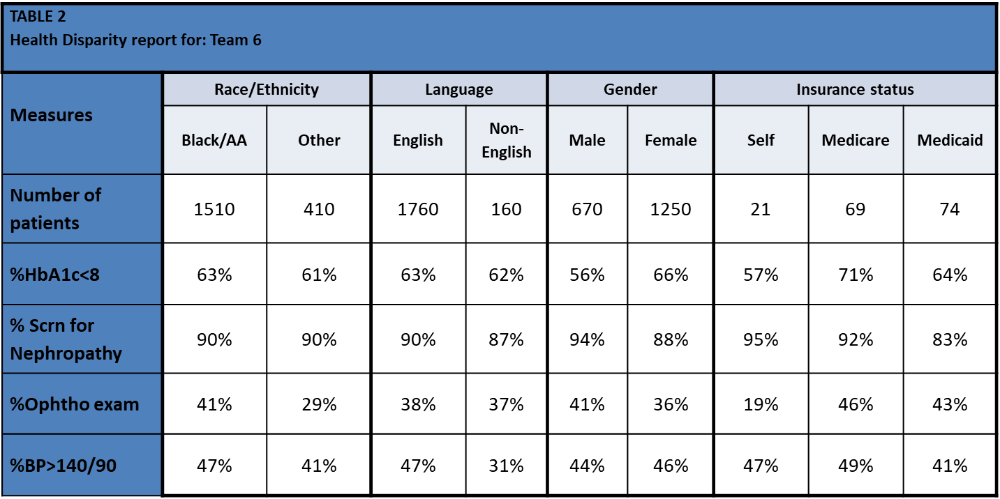 TABLE 2
Health Disparity report for: Team 6
Measures
Race/Ethnicity Language Gender Insurance status
Black/AA Other English Non-
English Male Female Self Medicare Medicaid
Number of
patients 1510 410 1760 160 670 1250 21 69 74
%HbA1c<8 63% 61% 63% 62% 56% 66% 57% 71% 64%
% Scrn for
Nephropathy 90% 90% 90% 87% 94% 88% 95% 92% 83%
%Ophtho exam 41% 29% 38% 37% 41% 36% 19% 46% 43%
%BP>140/90 47% 41% 47% 31% 44% 46% 47% 49% 41%